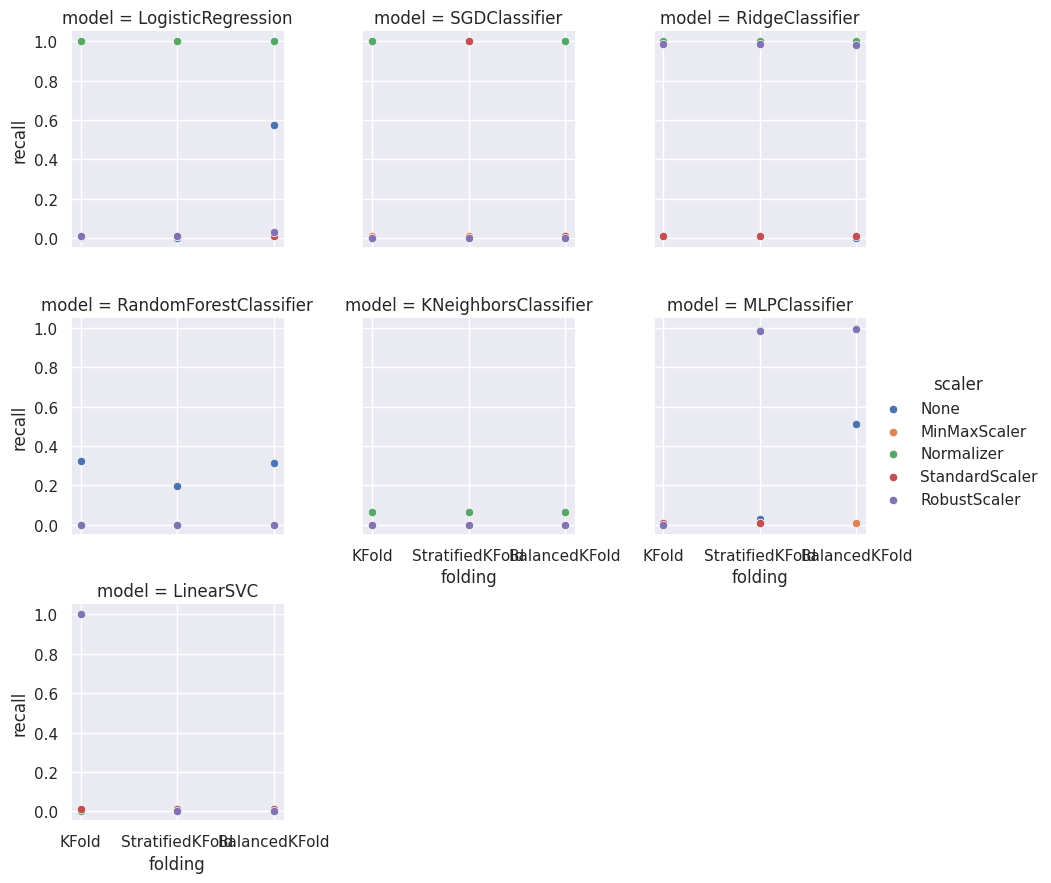 model = LogisticRegression
model = SGDClassifier
model = RidgeClassifier
1.0
0.8
0.6
0.4
0.2
0.0
recall
model = RandomForestClassifier
model = KNeighborsClassifier
model = MLPClassifier
1.0
0.8
0.6
0.4
0.2
0.0
recall
KFold
StratifiedKFold
BalancedKFold
folding
KFold
StratifiedKFold
BalancedKFold
folding
scaler
None
MinMaxScaler
Normalizer
StandardScaler
RobustScaler
model = LinearSVC
1.0
0.8
0.6
0.4
0.2
0.0
recall
KFold
StratifiedKFold
BalancedKFold
folding